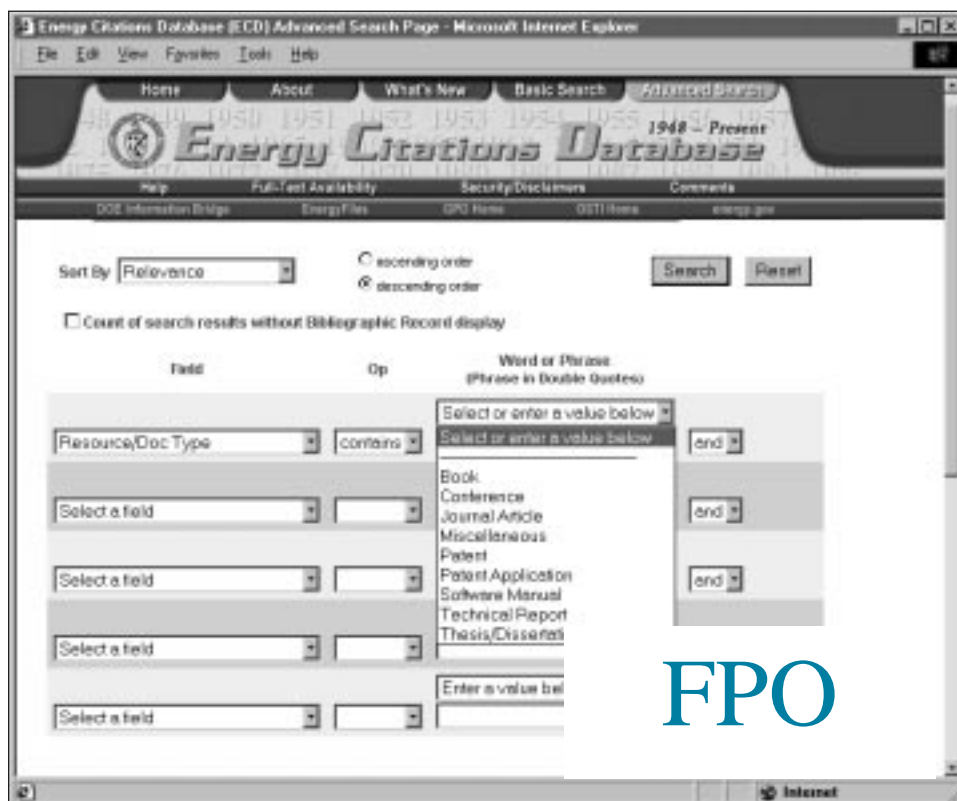 Energy Citations Database (ECD) Advanced Search Page - Microsoft Internet Explorer
File Edit View Favorites Tools Help
Home About What's New Basic Search Advanced Search
1948 – Present
Energy Citations Database
Help Full-Text Availability Security/Disclaimers Comments
DOE Information Bridge EnergyFiles GPO Home OSTI Home energy.gov
ascending order
Sort By Relevance Search Reset
descending order
Count of search results without Bibliographic Record display
Field Op Word or Phrase
(Phrase in Double Quotes)
Select or enter a value below
Resource/Doc Type contains Select or enter a value below and
Book
Conference
Select a field Journal Article and
Miscellaneous
Patent
Select a field Patent Application and
Software Manual
Technical Report
Thesis/Dissertati
Select a field
Enter a value bel
Select a field
FPO
Internet